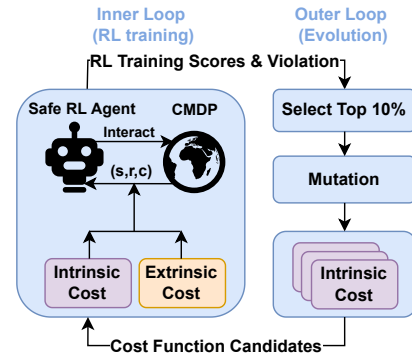 Inner Loop
(RL training)
Outer Loop
(Evolution)
RL Training Scores & Violation
Safe RL Agent
CMDP
Interact
(s,r,c)
Intrinsic
Cost
Extrinsic
Cost
Select Top 10%
Mutation
Intrinsic
Cost
Cost Function Candidates